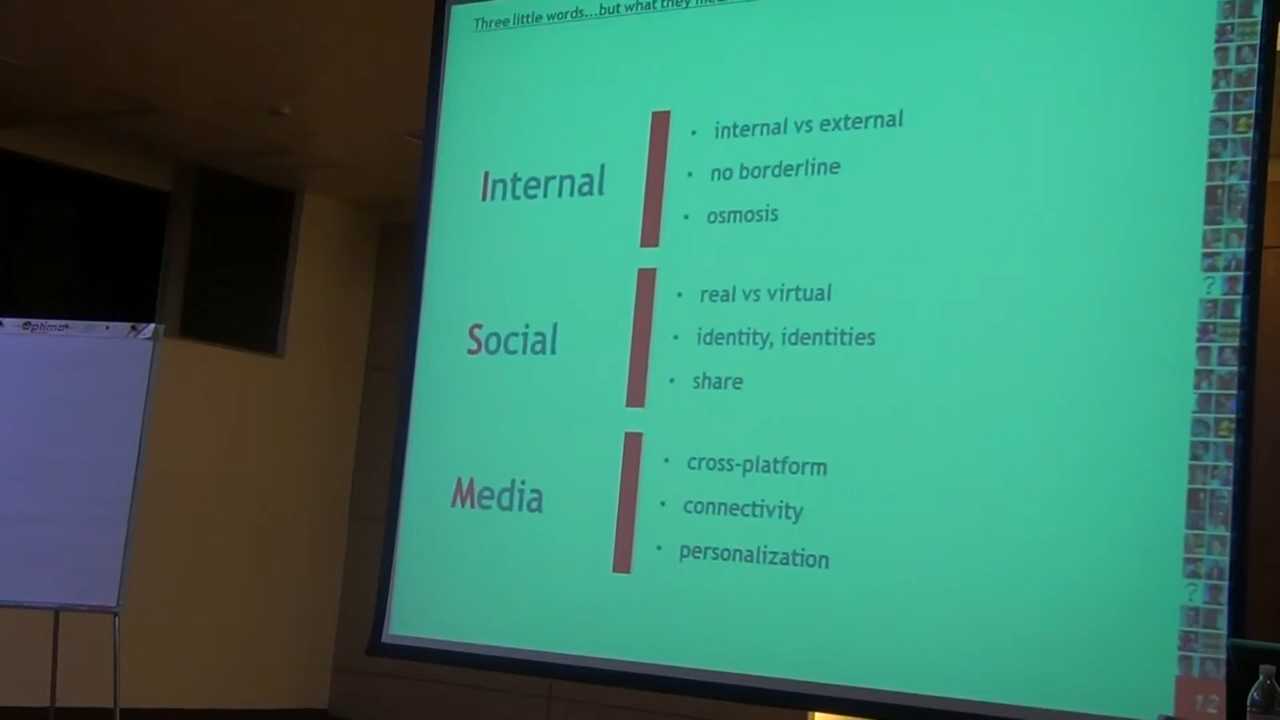 Three little words...but what they
Internal
• internal vs external
• no borderline
• osmosis
Social
• real vs virtual
• identity, identities
• share
Media
• cross-platform
• connectivity
• personalization
Optima
?
?
12